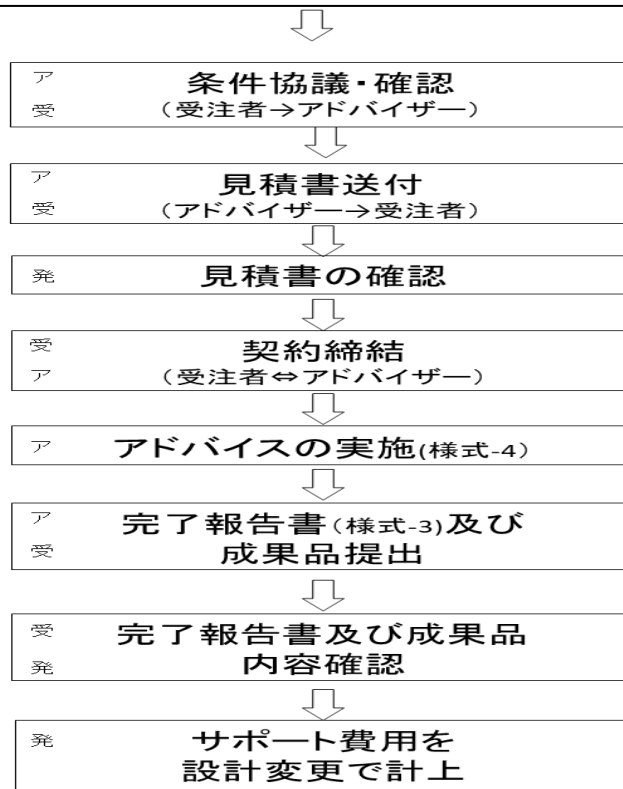 ア
条件協議・確認
受
(受注者→アドバイザー)
ア
見積書送付
受
(アドバイザー→受注者)
発
見積書の確認
受
契約締結
ア
(受注者⇔アドバイザー)
ア
アドバイスの実施(様式-4)
ア
完了報告書(様式-3)及び
受
成果品提出
受
完了報告書及び成果品
発
内容確認
発
サポート費用を
設計変更で計上